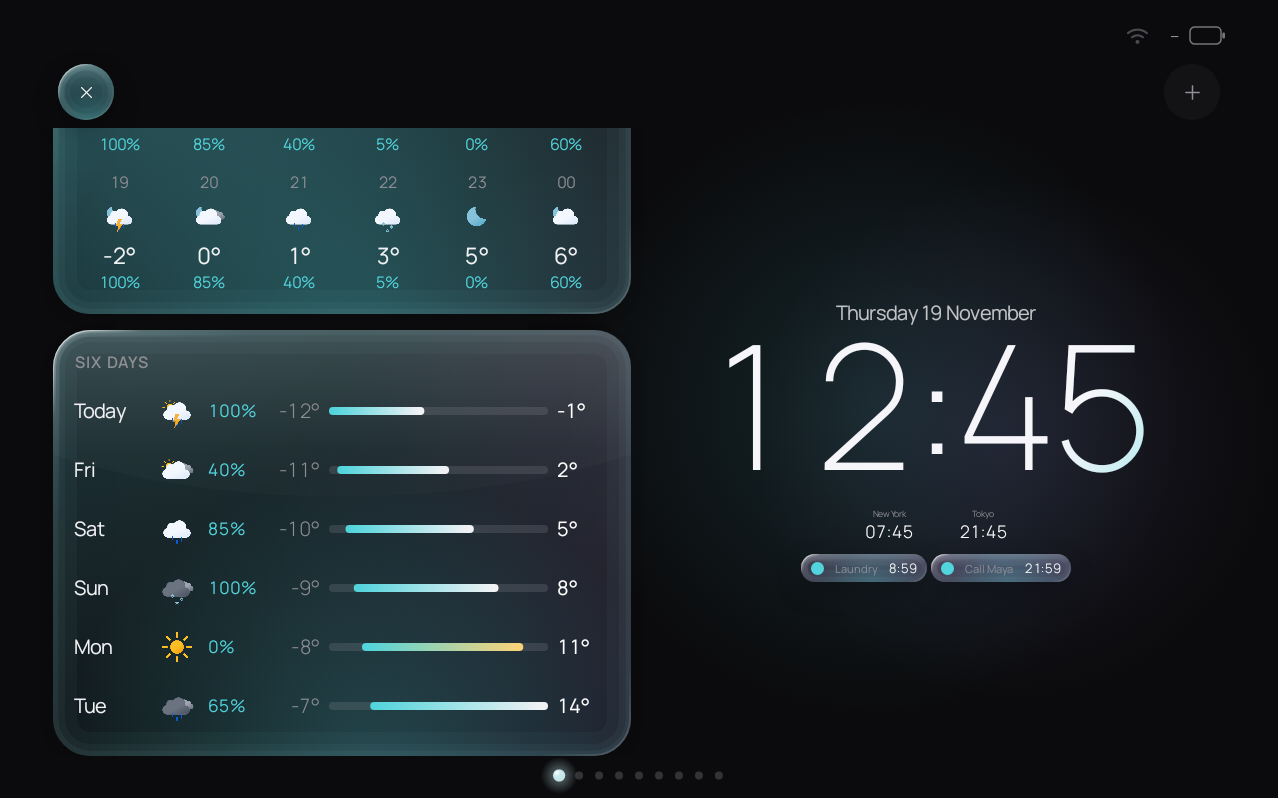 –
100% 85% 40% 5% 0% 60%
19 20 21 22 23 00
-2° 0° 1° 3° 5° 6°
100% 85% 40% 5% 0% 60%
SIX DAYS
Today 100% -12° -1°
Fri 40% -11° 2°
Sat 85% -10° 5°
Sun 100% -9° 8°
Mon 0% -8° 11°
Tue 65% -7° 14°
Thursday 19 November
12:45
New York Tokyo
07:45 21:45
Laundry 8:59 Call Maya 21:59